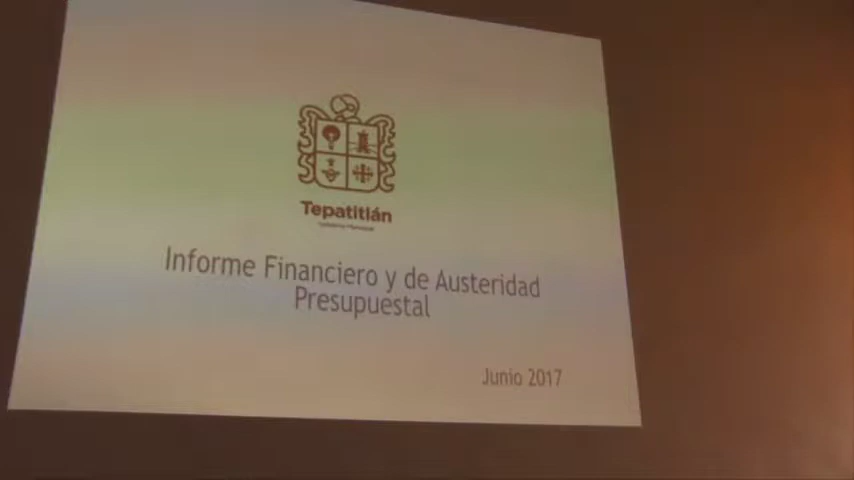 Tepatitlán
Informe Financiero y de Austeridad
Presupuestal
Junio 2017